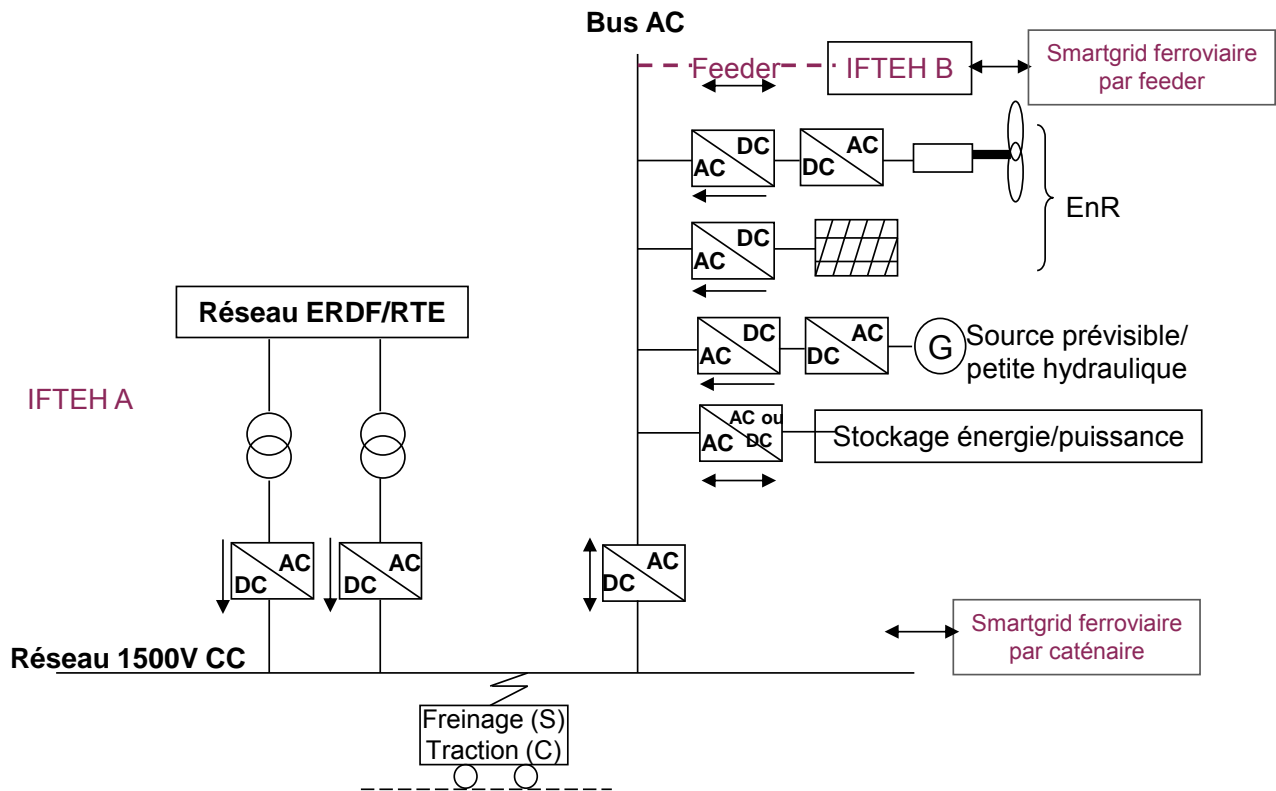 Bus AC
Feeder
IFTEH B
Smartgrid ferroviaire
par feeder
DC
AC
AC
DC
EnR
DC
AC
Réseau ERDF/RTE
DC
AC
AC
DC
G
Source prévisible/
petite hydraulique
IFTEH A
AC ou
DC
AC
Stockage énergie/puissance
AC
DC
AC
DC
AC
DC
Smartgrid ferroviaire
par caténaire
Réseau 1500V CC
Freinage (S)
Traction (C)